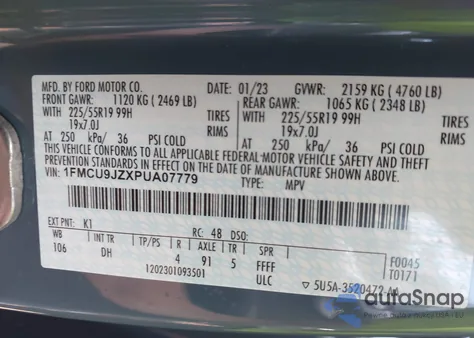 MFD. BY FORD MOTOR CO.
DATE: 01/23 GVWR: 2159 KG (4760 LB)
FRONT GAWR: 1120 KG (2469 LB) REAR GAWR: 1065 KG (2348 LB)
WITH 225/55R19 99H TIRES WITH 225/55R19 99H TIRES
19x7.0J RIMS 19x7.0J RIMS
AT 250 kPa/ 36 PSI COLD AT 250 kPa/ 36 PSI COLD
THIS VEHICLE CONFORMS TO ALL APPLICABLE FEDERAL MOTOR VEHICLE SAFETY AND BUMPER
THEFT PREVENTION STANDARDS IN EFFECT ON THE DATE OF MANUFACTURE SHOWN ABOVE.
VIN: 1FMCU9JZXPUA07779
TYPE: MPV
EXT PNT: K1 RC: 48 DSO:
WB INT TR TP/PS R AXLE TR SPR F0045
106 DH 4 91 5 FFFF T0171
1202301093501 ULC 5U5A-3520472-AA
autoSnap